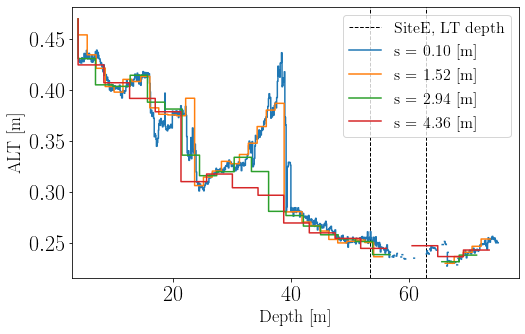 SiteE, LT depth
s = 0.10 [m]
s = 1.52 [m]
s = 2.94 [m]
s = 4.36 [m]
0.45
0.40
0.35
0.30
0.25
ALT [m]
20 40 60
Depth [m]